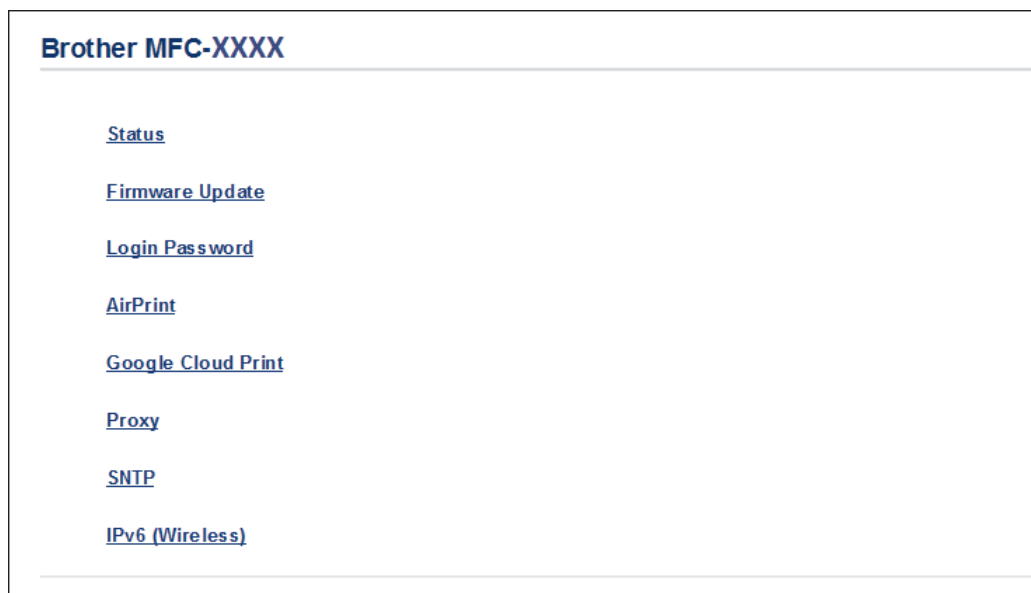 Brother MFC-XXXX
Status
Firmware Update
Login Password
AirPrint
Google Cloud Print
Proxy
SNTP
IPv6 (Wireless)